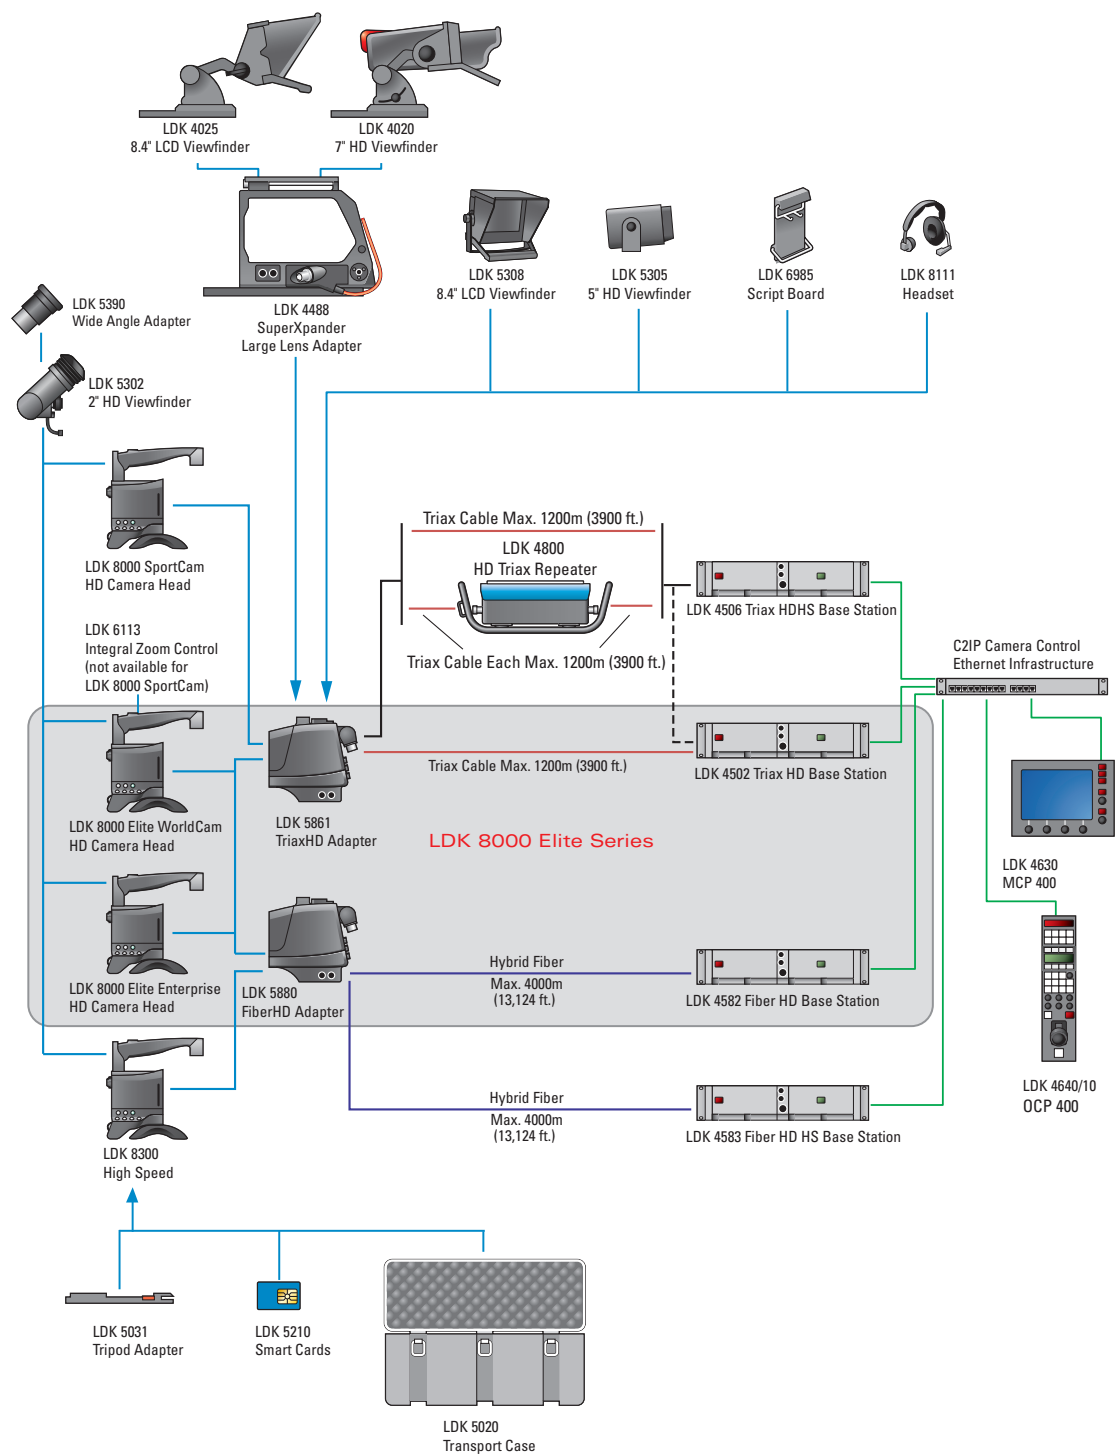 LDK 4025
8.4" LCD Viewfinder
LDK 4020
7" HD Viewfinder
LDK 5308
8.4" LCD Viewfinder
LDK 5305
5" HD Viewfinder
LDK 6985
Script Board
LDK 8111
Headset
LDK 5390
Wide Angle Adapter
LDK 4488
SuperXpander
Large Lens Adapter
LDK 5302
2" HD Viewfinder
LDK 8000 SportCam
HD Camera Head
Triax Cable Max. 1200m (3900 ft.)
LDK 4800
HD Triax Repeater
Triax Cable Each Max. 1200m (3900 ft.)
LDK 4506 Triax HDHS Base Station
LDK 6113
Integral Zoom Control
(not available for
LDK 8000 SportCam)
C2IP Camera Control
Ethernet Infrastructure
Triax Cable Max. 1200m (3900 ft.)
LDK 4502 Triax HD Base Station
LDK 8000 Elite WorldCam
HD Camera Head
LDK 5861
TriaxHD Adapter
LDK 8000 Elite Series
LDK 4630
MCP 400
LDK 8000 Elite Enterprise
HD Camera Head
LDK 5880
FiberHD Adapter
Hybrid Fiber
Max. 4000m
(13,124 ft.)
LDK 4582 Fiber HD Base Station
LDK 4640/10
OCP 400
Hybrid Fiber
Max. 4000m
(13,124 ft.)
LDK 4583 Fiber HD HS Base Station
LDK 8300
High Speed
LDK 5031
Tripod Adapter
LDK 5210
Smart Cards
LDK 5020
Transport Case